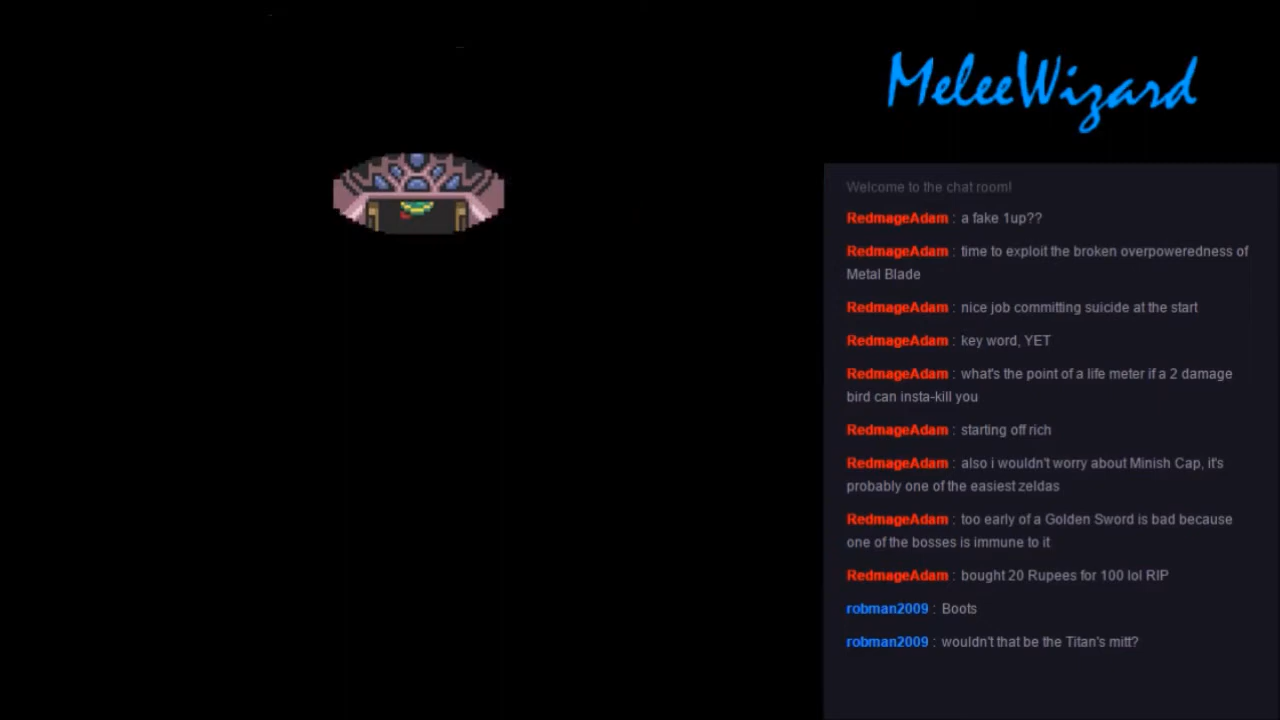 MeleeWizard
Welcome to the chat room!
RedmageAdam : a fake 1up??
RedmageAdam : time to exploit the broken overpoweredness of
Metal Blade
RedmageAdam : nice job committing suicide at the start
RedmageAdam : key word, YET
RedmageAdam : what's the point of a life meter if a 2 damage
bird can insta-kill you
RedmageAdam : starting off rich
RedmageAdam : also i wouldn't worry about Minish Cap, it's
probably one of the easiest zeldas
RedmageAdam : too early of a Golden Sword is bad because
one of the bosses is immune to it
RedmageAdam : bought 20 Rupees for 100 lol RIP
robman2009 : Boots
robman2009 : wouldn't that be the Titan's mitt?